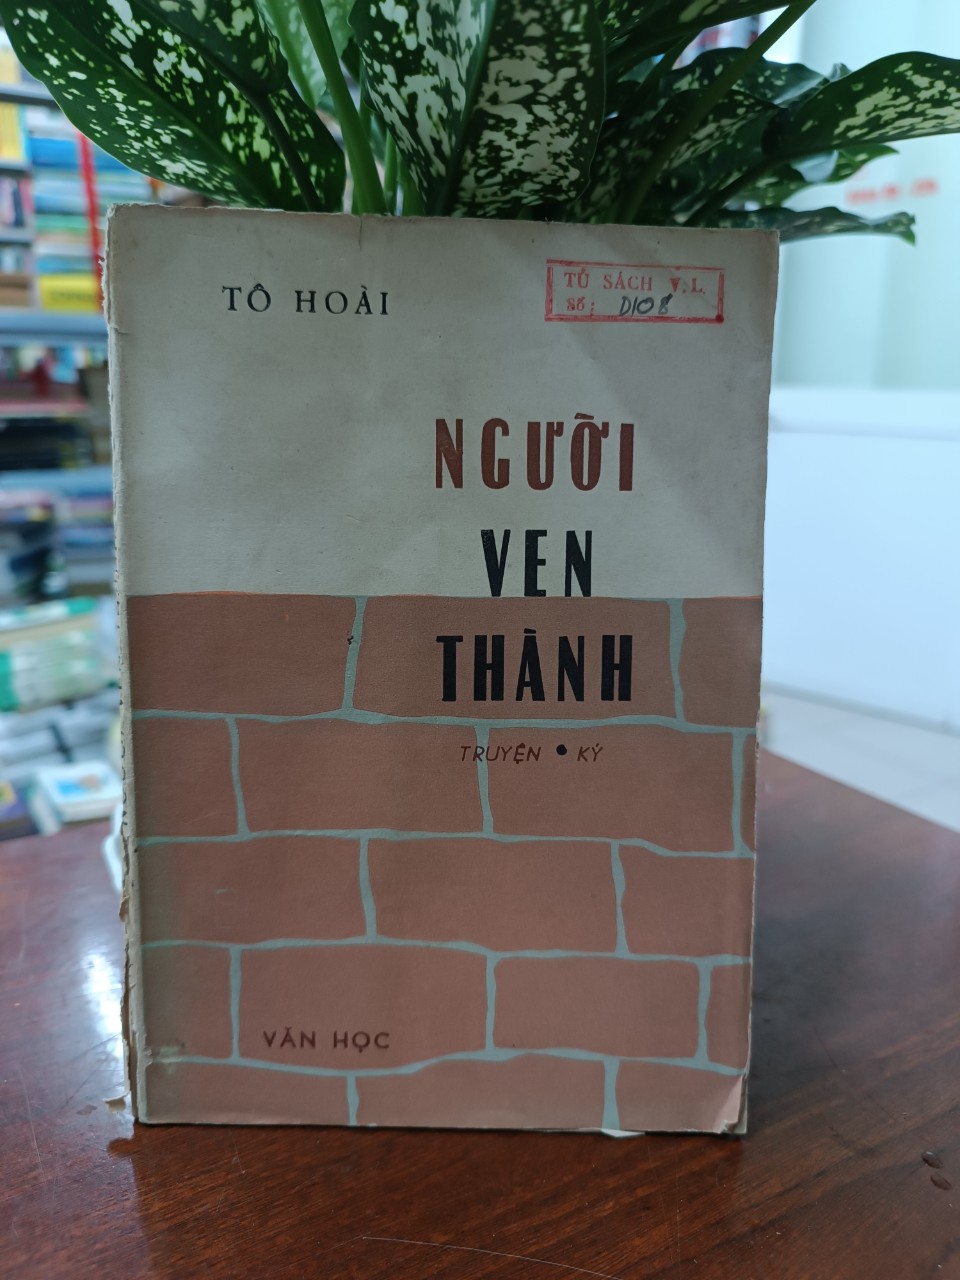 TÔ HOÀI
TỦ SÁCH V.L.
Số: D108
NGƯỜI
VEN
THÀNH
TRUYỆN • KÝ
VĂN HỌC